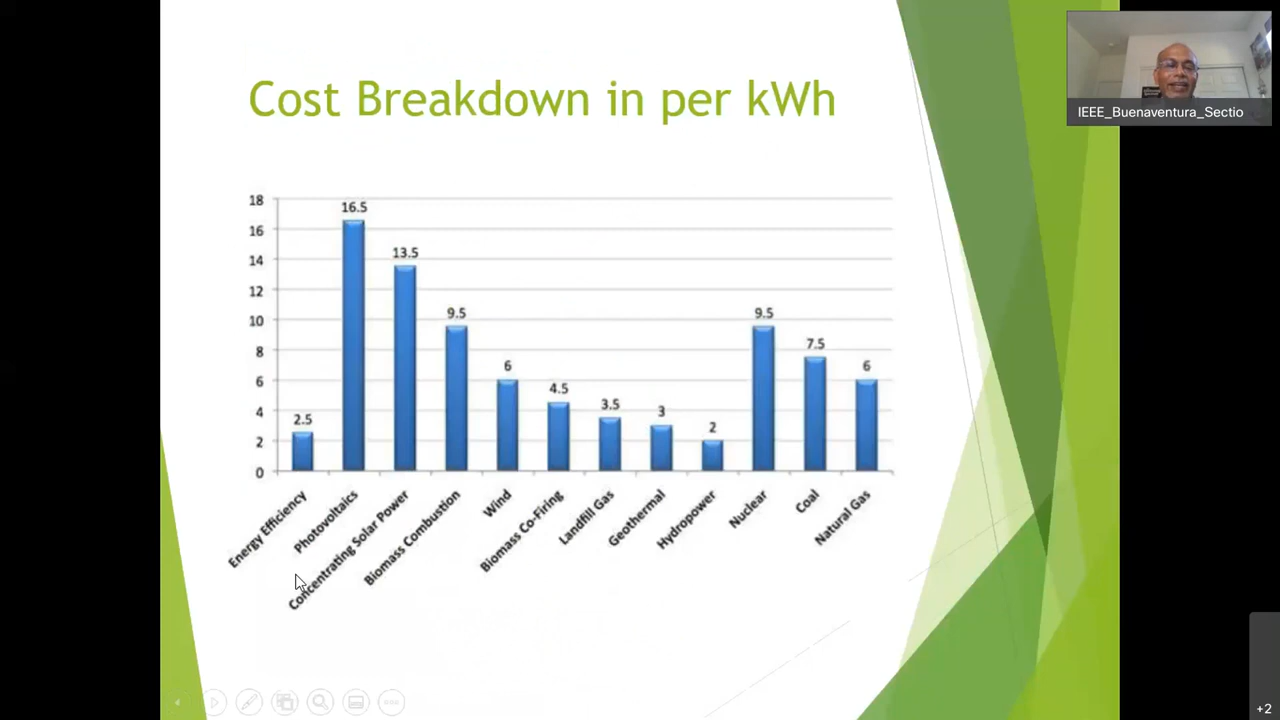 Cost Breakdown in per kWh
IEEE_Buenaventura_Sectio
18
16
14
12
10
8
6
4
2
0
2.5
16.5
13.5
9.5
6
4.5
3.5
3
2
9.5
7.5
6
Energy Efficiency
Photovoltaics
Concentrating Solar Power
Biomass Combustion
Wind
Biomass Co-Firing
Landfill Gas
Geothermal
Hydropower
Nuclear
Coal
Natural Gas
+2